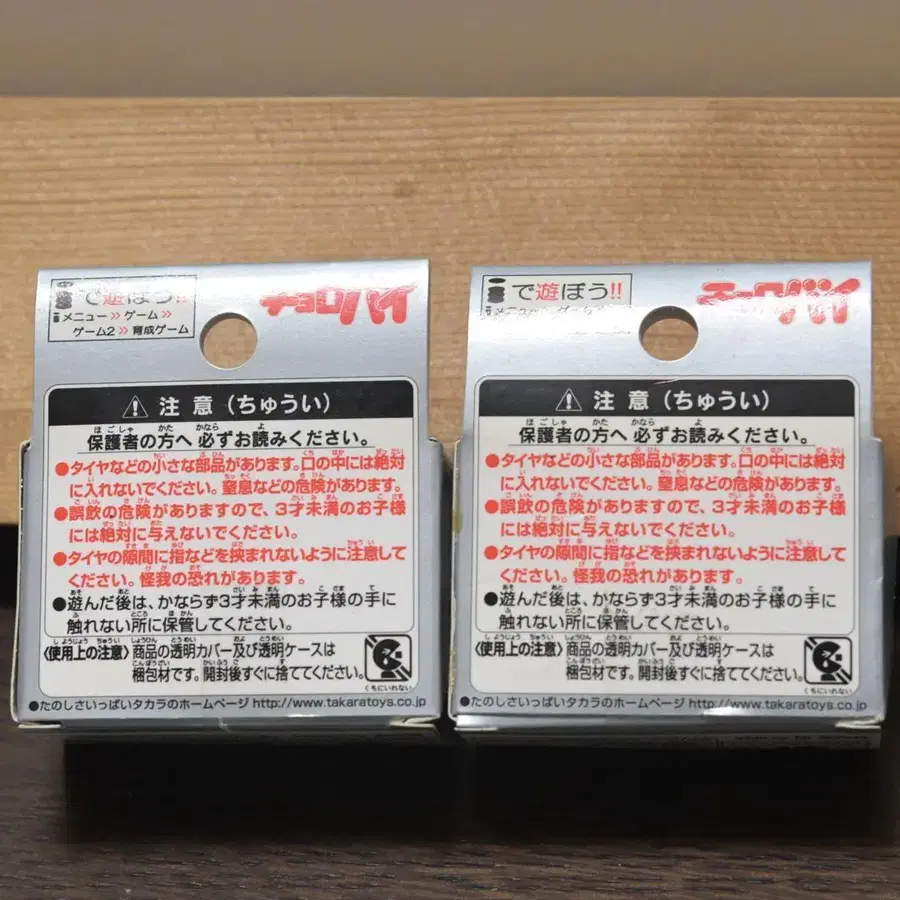 で遊ぼう!!
メニュー≫ゲーム≫
ゲーム2≫育成ゲーム
チョロバイ
注意(ちゅうい)
保護者の方へ 必ずお読みください。
●タイヤなどの小さな部品があります。口の中には絶対
に入れないでください。窒息などの危険があります。
●誤飲の危険がありますので、3才未満のお子様
には絶対に与えないでください。
●タイヤの隙間に指などを挟まれないように注意して
ください。怪我の恐れがあります。
●遊んだ後は、かならず3才未満のお子様の手に
触れない所に保管してください。
〈使用上の注意〉商品の透明カバー及び透明ケースは
梱包材です。開封後すぐに捨ててください。
くちにいれない
●たのしさいっぱいタカラのホームページ http://www.takaratoys.co.jp
で遊ぼう!!
チョロバイ
注意(ちゅうい)
保護者の方へ 必ずお読みください。
●タイヤなどの小さな部品があります。口の中には絶対
に入れないでください。窒息などの危険があります。
●誤飲の危険がありますので、3才未満のお子様
には絶対に与えないでください。
●タイヤの隙間に指などを挟まれないように注意して
ください。怪我の恐れがあります。
●遊んだ後は、かならず3才未満のお子様の手に
触れない所に保管してください。
〈使用上の注意〉商品の透明カバー及び透明ケースは
梱包材です。開封後すぐに捨ててください。
くちにいれない
●たのしさいっぱいタカラのホームページ http://www.takaratoys.co.jp